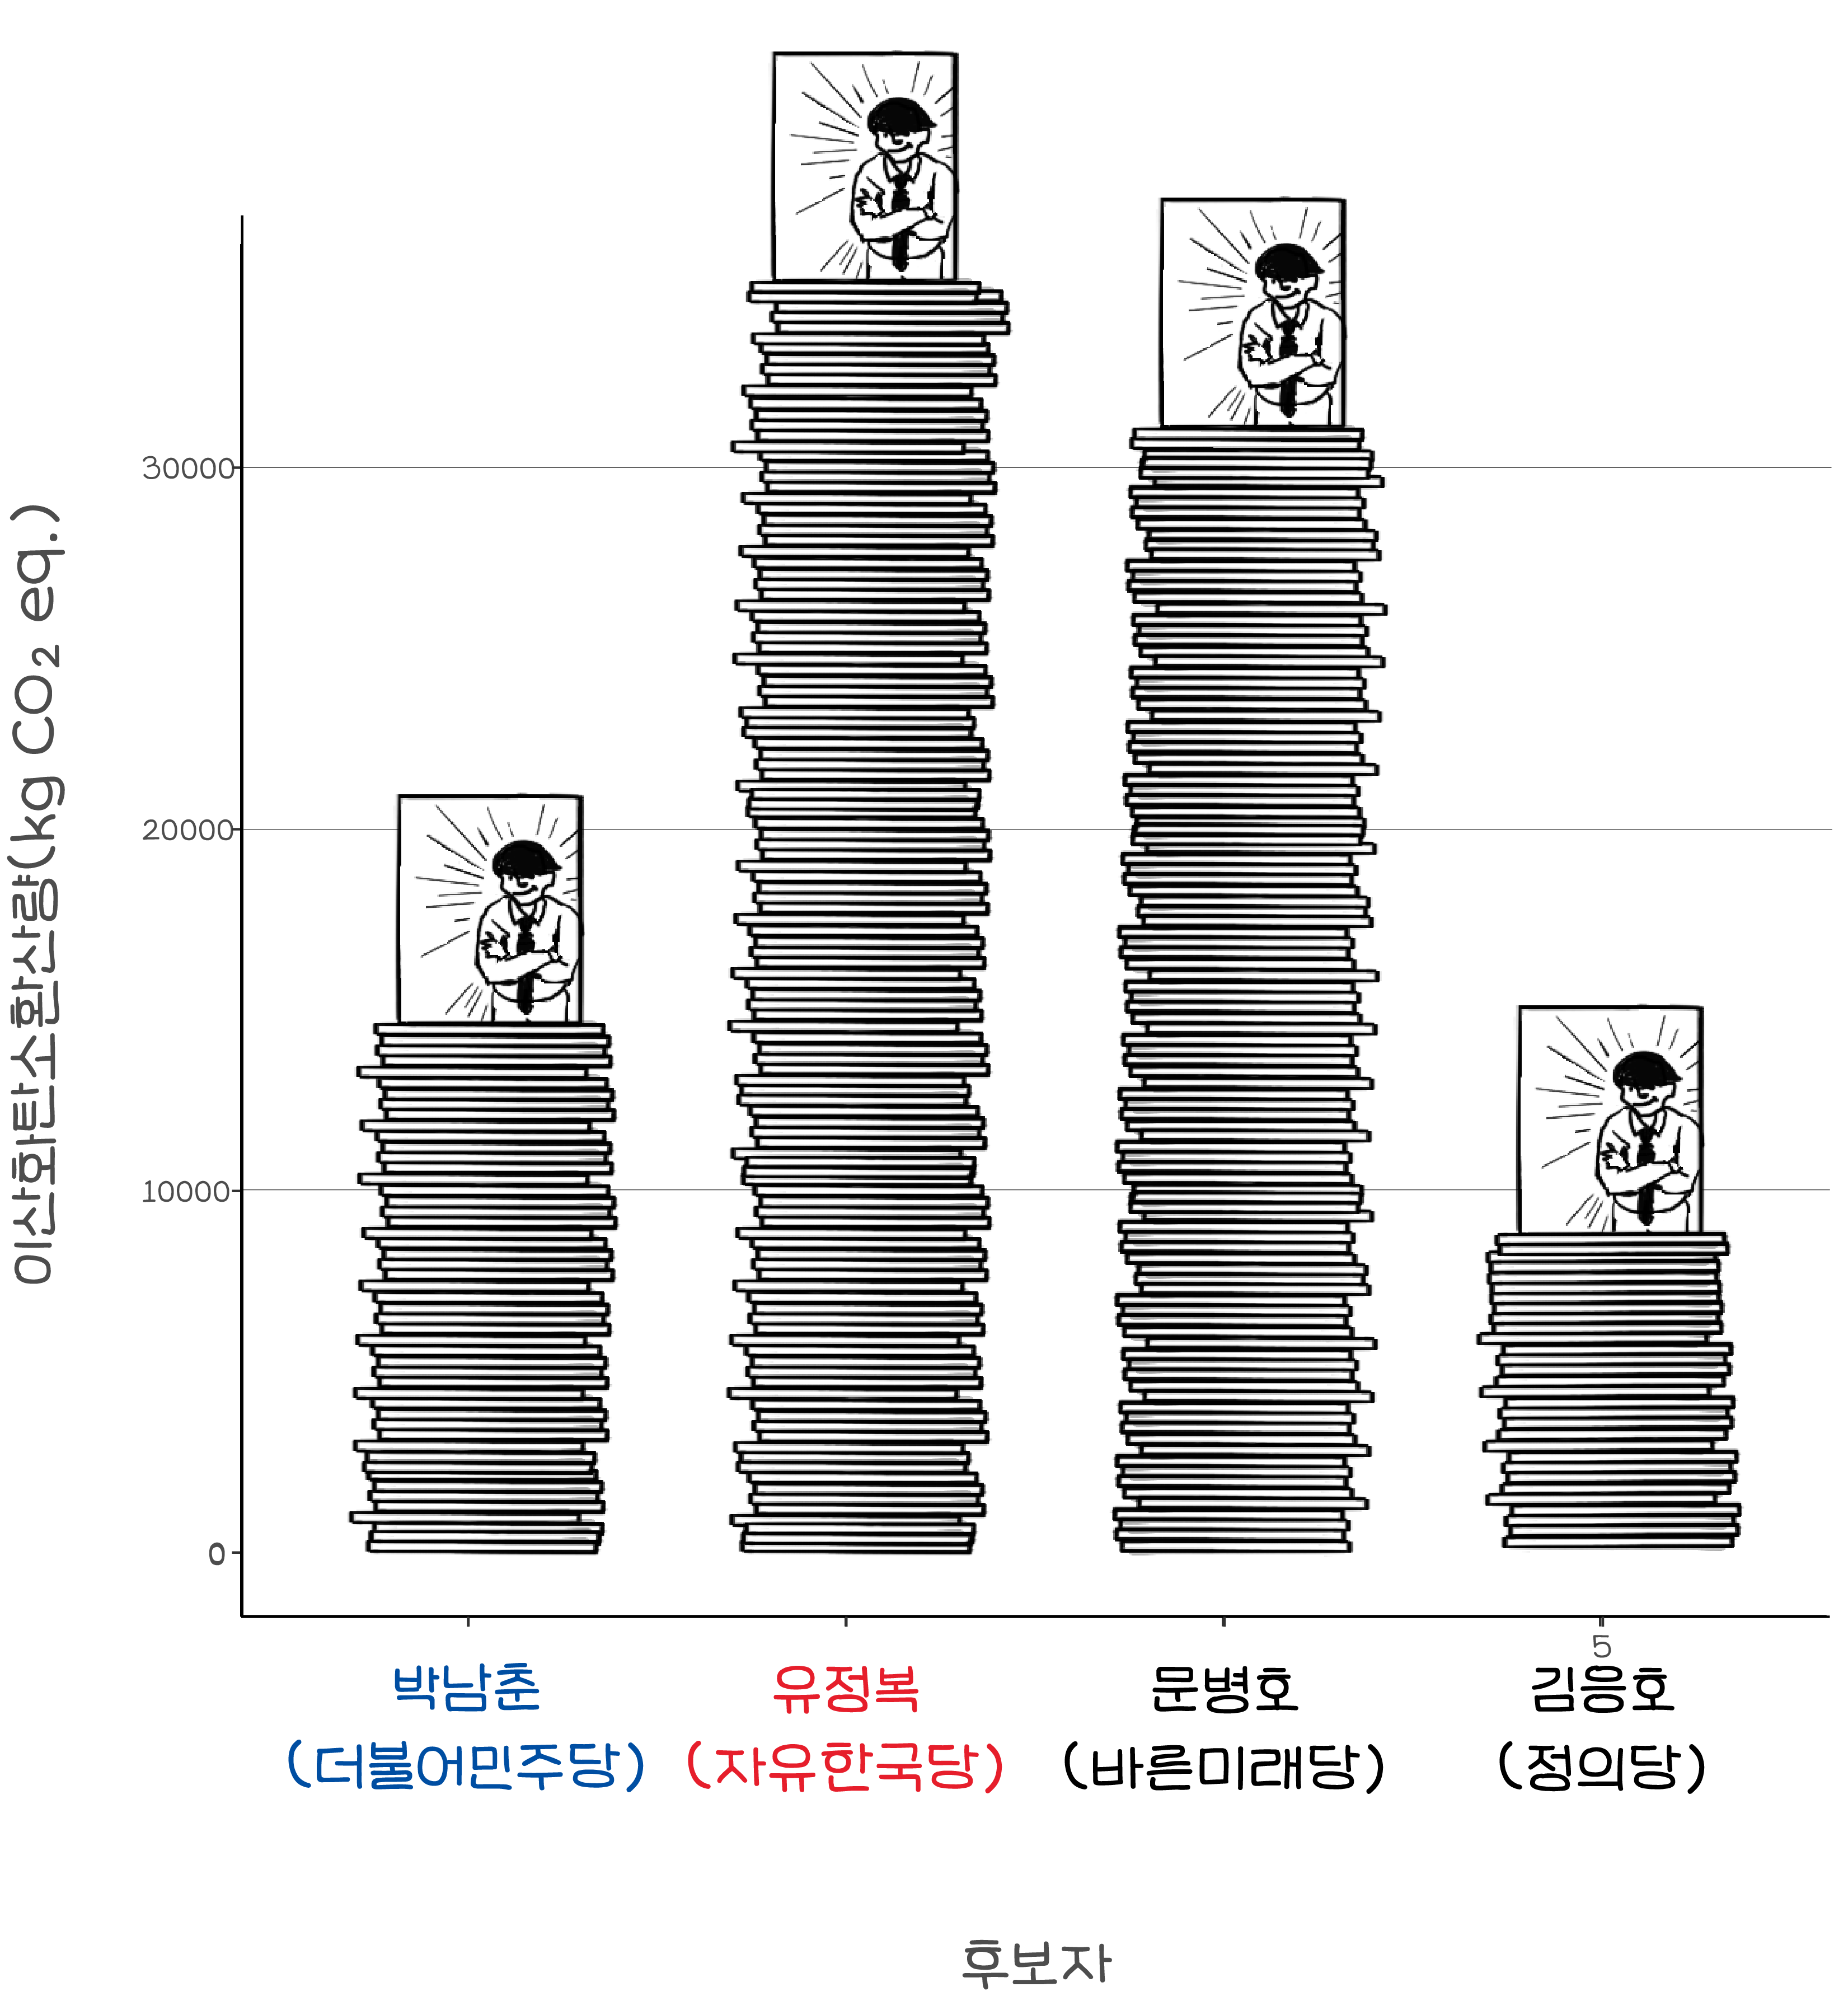 이산화탄소환산량(kg CO₂ eq.)
30000
20000
10000
0
5
박남춘
(더불어민주당)
유정복
(자유한국당)
문병호
(바른미래당)
김응호
(정의당)
후보자